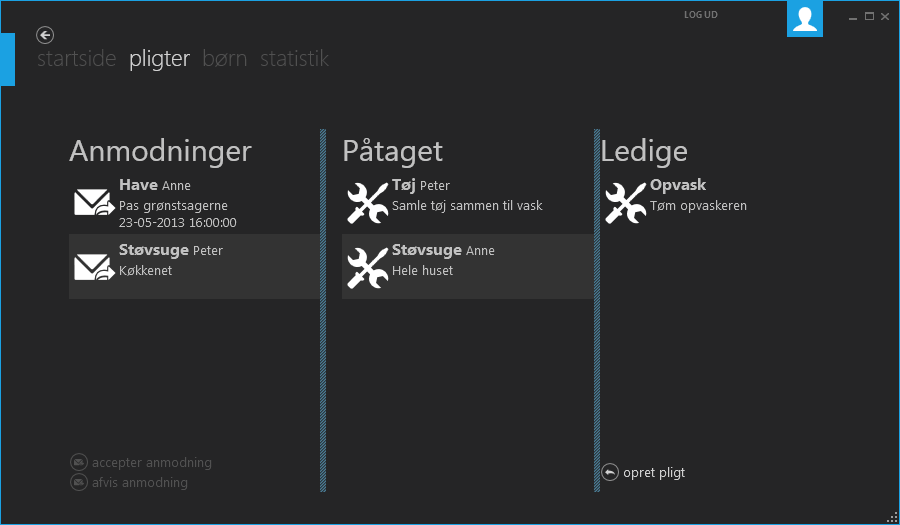 LOG UD
startside pligter børn statistik
Anmodninger
Have Anne
Pas grønstsagerne
23-05-2013 16:00:00
Støvsuge Peter
Køkkenet
accepter anmodning
afvis anmodning
Påtaget
Tøj Peter
Samle tøj sammen til vask
Støvsuge Anne
Hele huset
Ledige
Opvask
Tøm opvaskeren
opret pligt